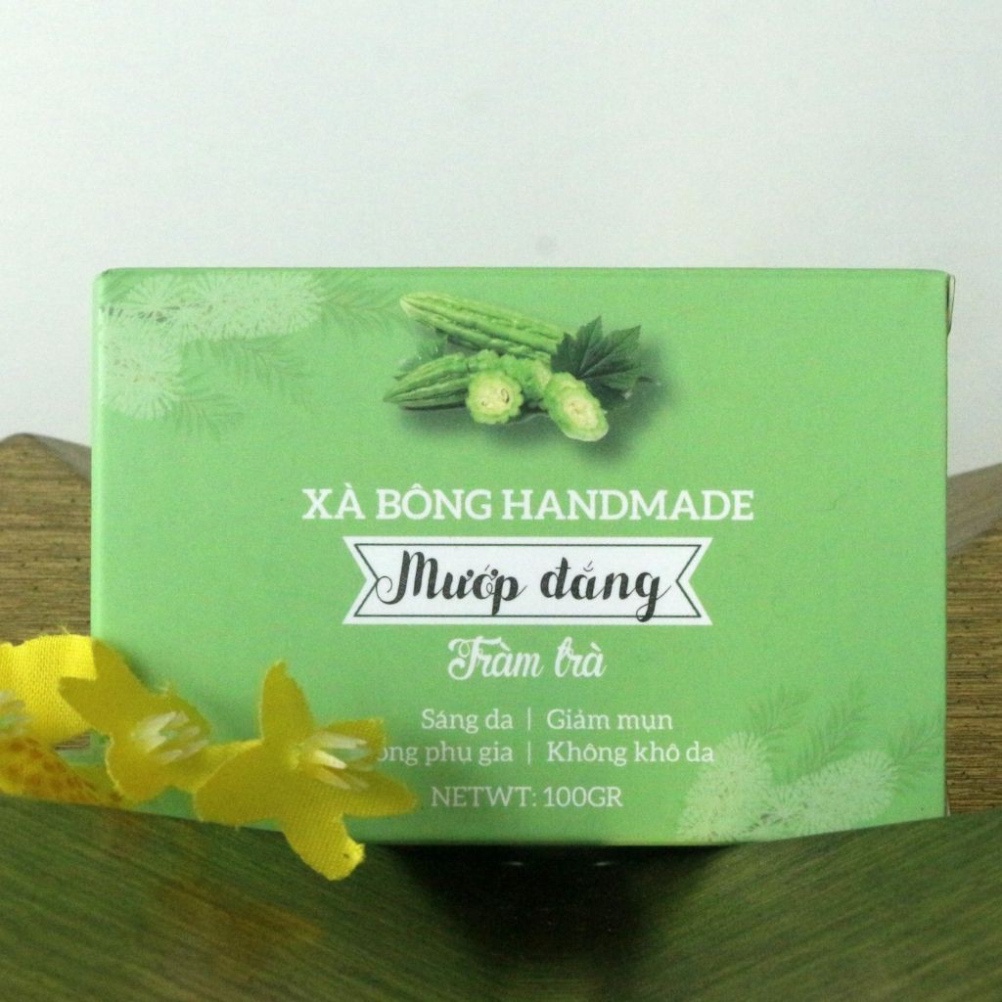 XÀ BÔNG HANDMADE
Mướp đắng
Tràm trà
Sáng da | Giảm mụn
phụ gia | Không khô da
NETWT: 100GR